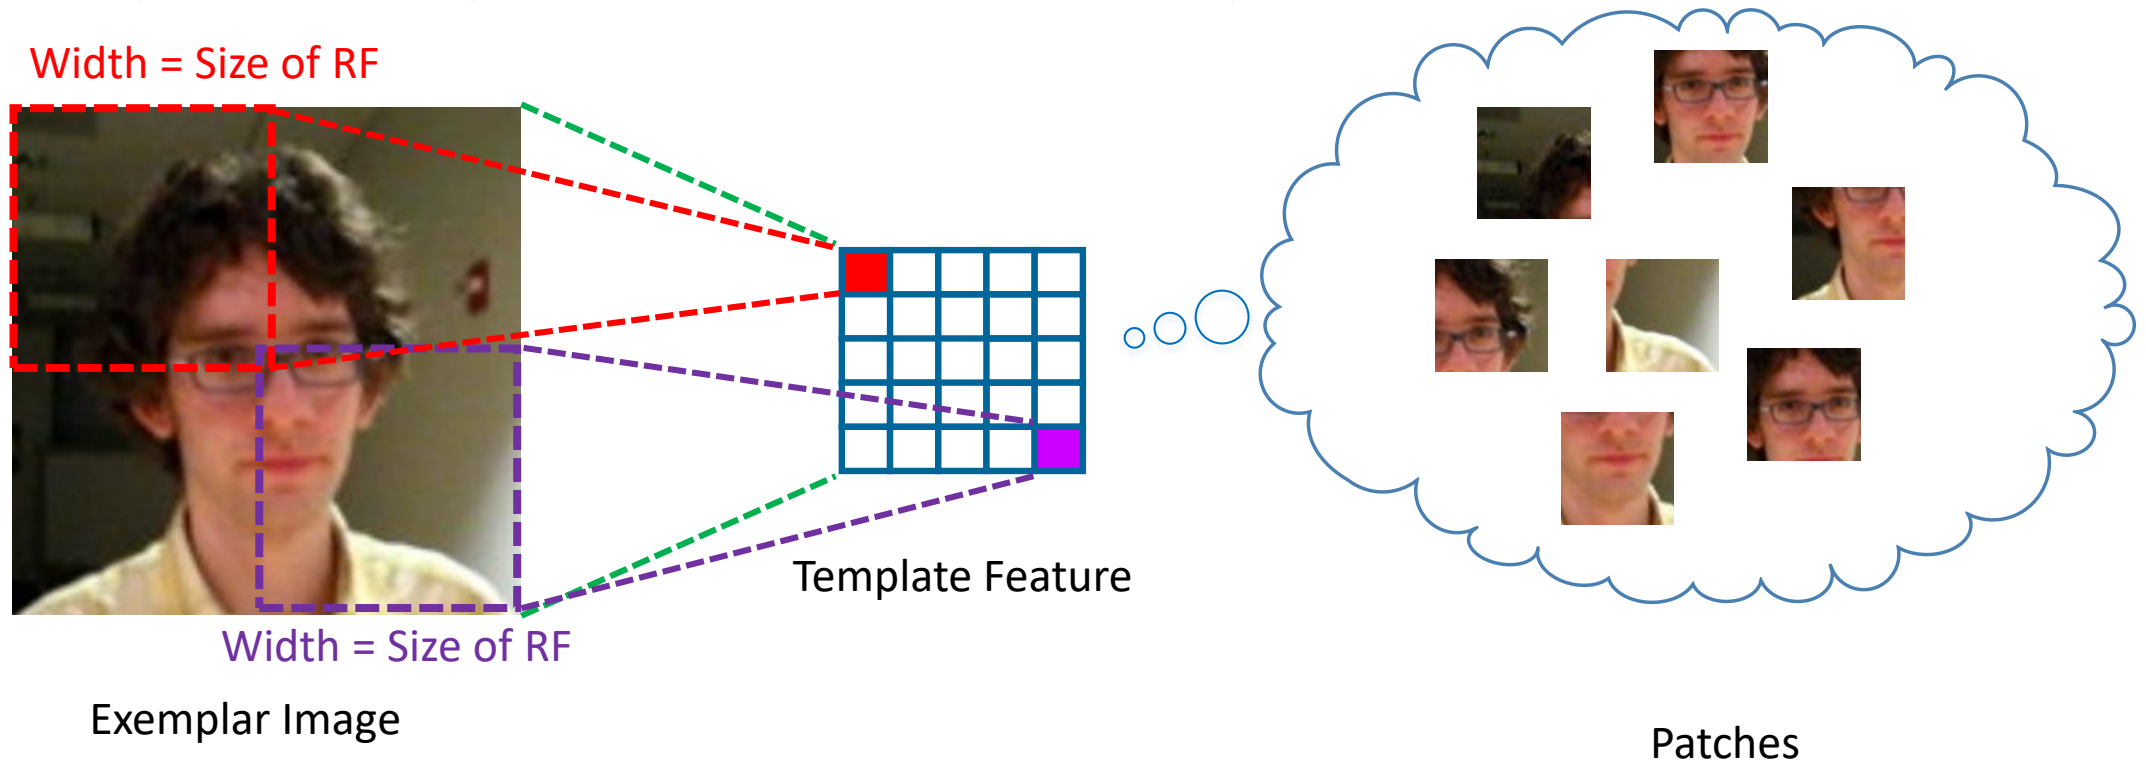 Width = Size of RF
Template Feature
Width = Size of RF
Exemplar Image
Patches